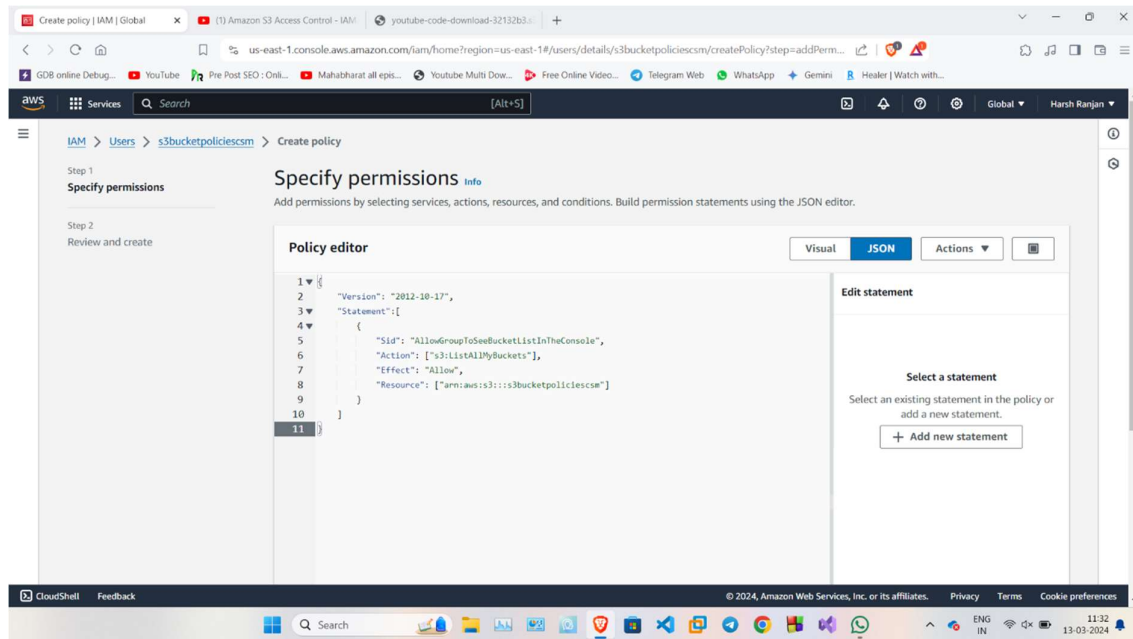 Create policy | IAM | Global
(1) Amazon S3 Access Control - IAM
youtube-code-download-32132b3.
us-east-1.console.aws.amazon.com/iam/home?region=us-east-1#/users/details/s3bucketpoliciescsm/createPolicy?step=addPerm...
GDB online Debug...
YouTube
Pre Post SEO : Onli...
Mahabharat all epis...
Youtube Multi Dow...
Free Online Video...
Telegram Web
WhatsApp
Gemini
Healer | Watch with...
aws
Services
Search
[Alt+S]
Global
Harsh Ranjan
IAM > Users > s3bucketpoliciescsm > Create policy
Step 1
Specify permissions
Step 2
Review and create
Specify permissions Info
Add permissions by selecting services, actions, resources, and conditions. Build permission statements using the JSON editor.
Policy editor
Visual
JSON
Actions
1 {
2 "Version": "2012-10-17",
3 "Statement":[
4 {
5 "Sid": "AllowGroupToSeeBucketListInTheConsole",
6 "Action": ["s3:ListAllMyBuckets"],
7 "Effect": "Allow",
8 "Resource": ["arn:aws:s3:::s3bucketpoliciescsm"]
9 }
10 ]
11 }
Edit statement
Select a statement
Select an existing statement in the policy or
add a new statement.
+ Add new statement
CloudShell
Feedback
© 2024, Amazon Web Services, Inc. or its affiliates.
Privacy
Terms
Cookie preferences
Search
ENG
IN
11:32
13-03-2024